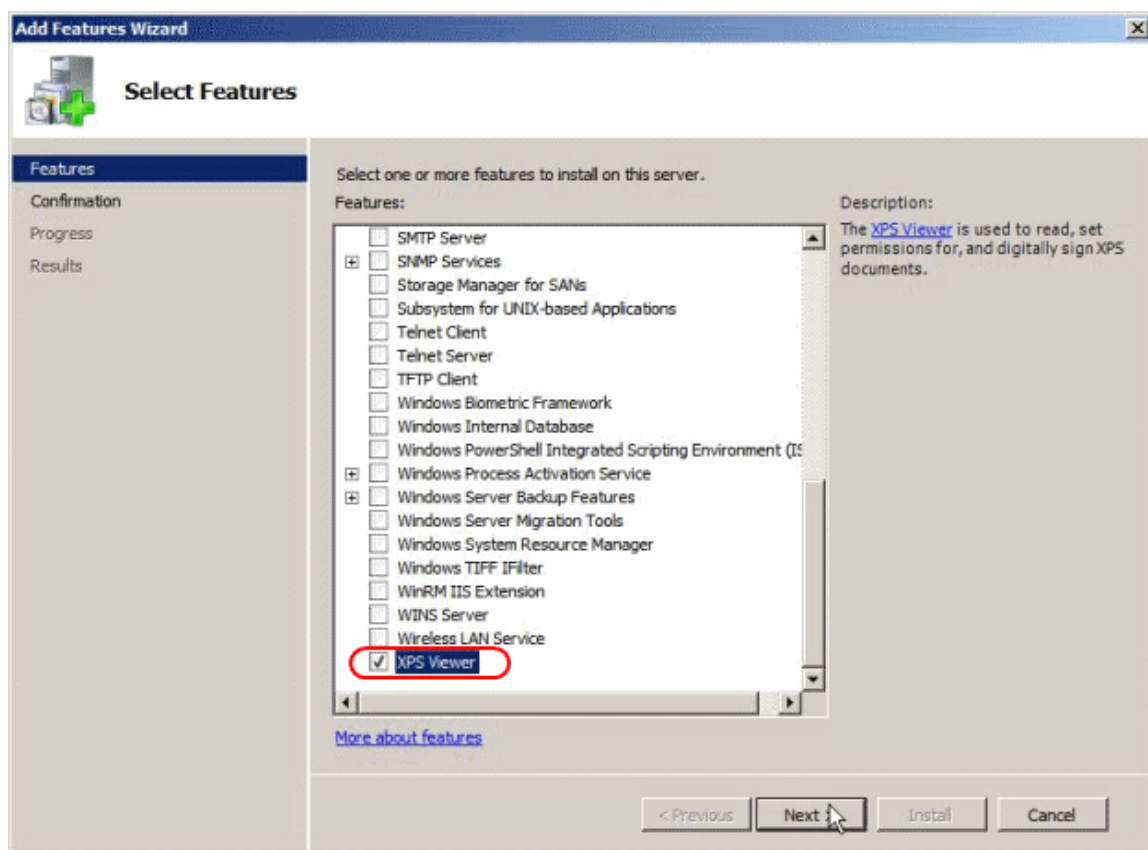 Add Features Wizard
Select Features
Features
Confirmation
Progress
Results
Select one or more features to install on this server.
Features:
SMTP Server
SNMP Services
Storage Manager for SANs
Subsystem for UNIX-based Applications
Telnet Client
Telnet Server
TFTP Client
Windows Biometric Framework
Windows Internal Database
Windows PowerShell Integrated Scripting Environment (IS
Windows Process Activation Service
Windows Server Backup Features
Windows Server Migration Tools
Windows System Resource Manager
Windows TIFF IFilter
WinRM IIS Extension
WINS Server
Wireless LAN Service
XPS Viewer
More about features
Description:
The XPS Viewer is used to read, set
permissions for, and digitally sign XPS
documents.
< Previous
Next >
Install
Cancel